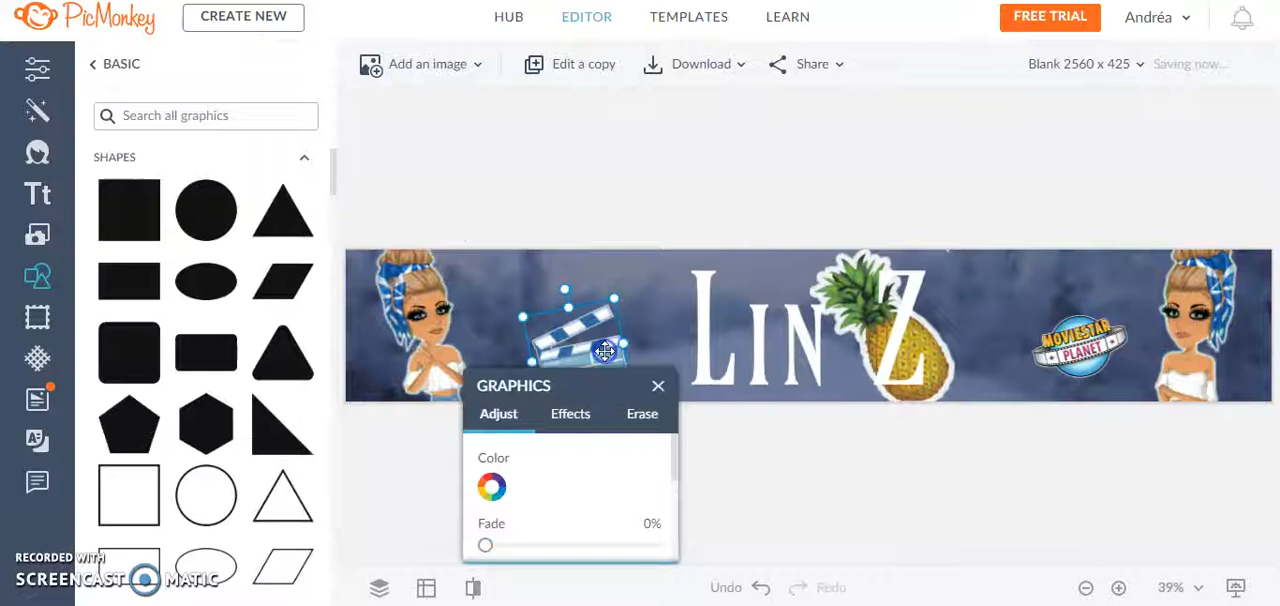 PicMonkey
CREATE NEW
HUB
EDITOR
TEMPLATES
LEARN
FREE TRIAL
Andréa
BASIC
Add an image
Edit a copy
Download
Share
Blank 2560 x 425
Saving now...
Search all graphics
SHAPES
Tt
LIN Z
MOVIESTAR
PLANET
GRAPHICS
Adjust
Effects
Erase
Color
Fade
0%
RECORDED WITH
SCREENCAST MATIC
Undo
Redo
39%